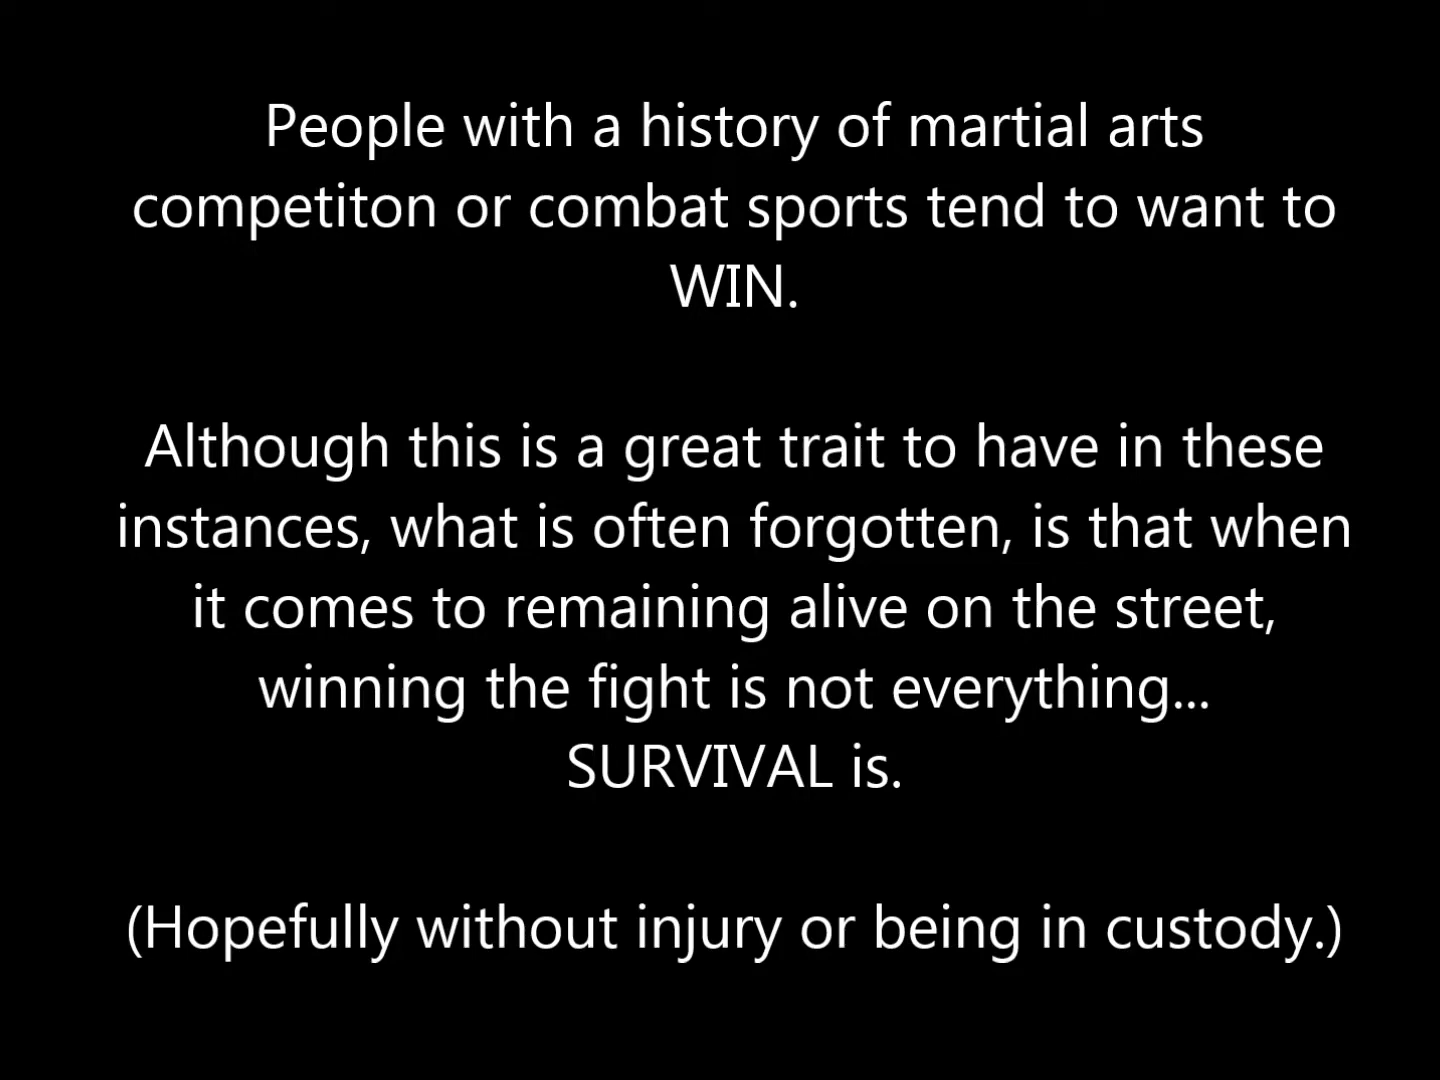 People with a history of martial arts
competiton or combat sports tend to want to
WIN.
Although this is a great trait to have in these
instances, what is often forgotten, is that when
it comes to remaining alive on the street,
winning the fight is not everything...
SURVIVAL is.
(Hopefully without injury or being in custody.)